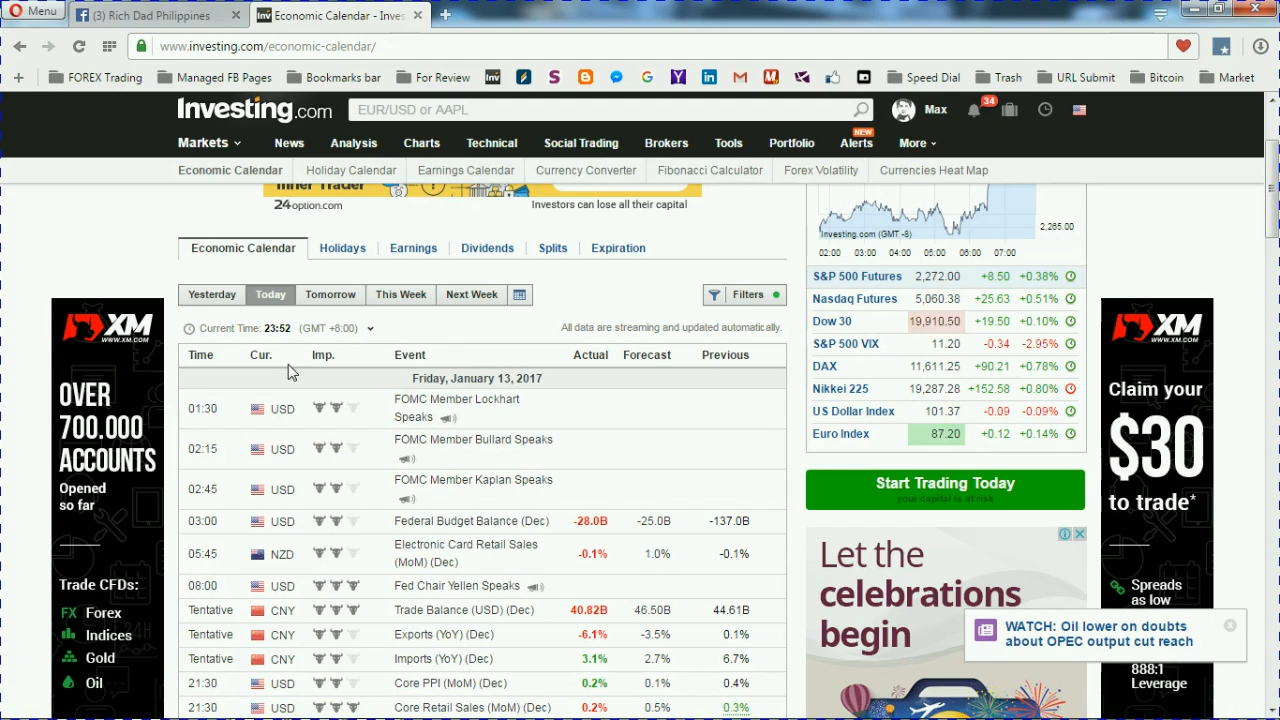 Menu
(3) Rich Dad Philippines
Economic Calendar - Inves
www.investing.com/economic-calendar/
FOREX Trading
Managed FB Pages
Bookmarks bar
For Review
Speed Dial
Trash
URL Submit
Bitcoin
Market
Investing.com
EUR/USD or AAPL
Max
34
NEW
Markets
News
Analysis
Charts
Technical
Social Trading
Brokers
Tools
Portfolio
Alerts
More
Economic Calendar
Holiday Calendar
Earnings Calendar
Currency Converter
Fibonacci Calculator
Forex Volatility
Currencies Heat Map
Inner Trader
24option.com
Investors can lose all their capital
Economic Calendar
Holidays
Earnings
Dividends
Splits
Expiration
Yesterday
Today
Tomorrow
This Week
Next Week
Filters
Current Time: 23:52 (GMT +8:00)
All data are streaming and updated automatically.
Time Cur. Imp. Event Actual Forecast Previous
Friday, January 13, 2017
01:30 USD FOMC Member Lockhart
Speaks
02:15 USD FOMC Member Bullard Speaks
02:45 USD FOMC Member Kaplan Speaks
03:00 USD Federal Budget Balance (Dec) -28.0B -25.0B -137.0B
05:45 NZD Electronic Card Retail Sales
(MoM) (Dec) -0.1% 1.0% -0.1%
08:00 USD Fed Chair Yellen Speaks
Tentative CNY Trade Balance (USD) (Dec) 40.82B 46.50B 44.61B
Tentative CNY Exports (YoY) (Dec) -6.1% -3.5% 0.1%
Tentative CNY Imports (YoY) (Dec) 3.1% 2.7% 6.7%
21:30 USD Core PPI (MoM) (Dec) 0.2% 0.1% 0.4%
21:30 USD Core Retail Sales (MoM) (Dec) 0.2% 0.5% 0.3%
Investing.com (GMT -8)
2,265.00
02:00 03:00 04:00 05:00 06:00 07:00
S&P 500 Futures 2,272.00 +8.50 +0.38%
Nasdaq Futures 5,060.38 +25.63 +0.51%
Dow 30 19,910.50 +19.50 +0.10%
S&P 500 VIX 11.20 -0.34 -2.95%
DAX 11,611.25 +90.21 +0.78%
Nikkei 225 19,287.28 +152.58 +0.80%
US Dollar Index 101.37 -0.09 -0.09%
Euro Index 87.20 +0.12 +0.14%
Start Trading Today
your capital is at risk
Let the
celebrations
begin
WATCH: Oil lower on doubts
about OPEC output cut reach
XM
WWW.XM.COM
OVER
700.000
ACCOUNTS
Opened
so far
Trade CFDs:
FX Forex
Indices
Gold
Oil
XM
WWW.XM.COM
Claim your
$30
to trade*
Spreads
as low
888:1
Leverage